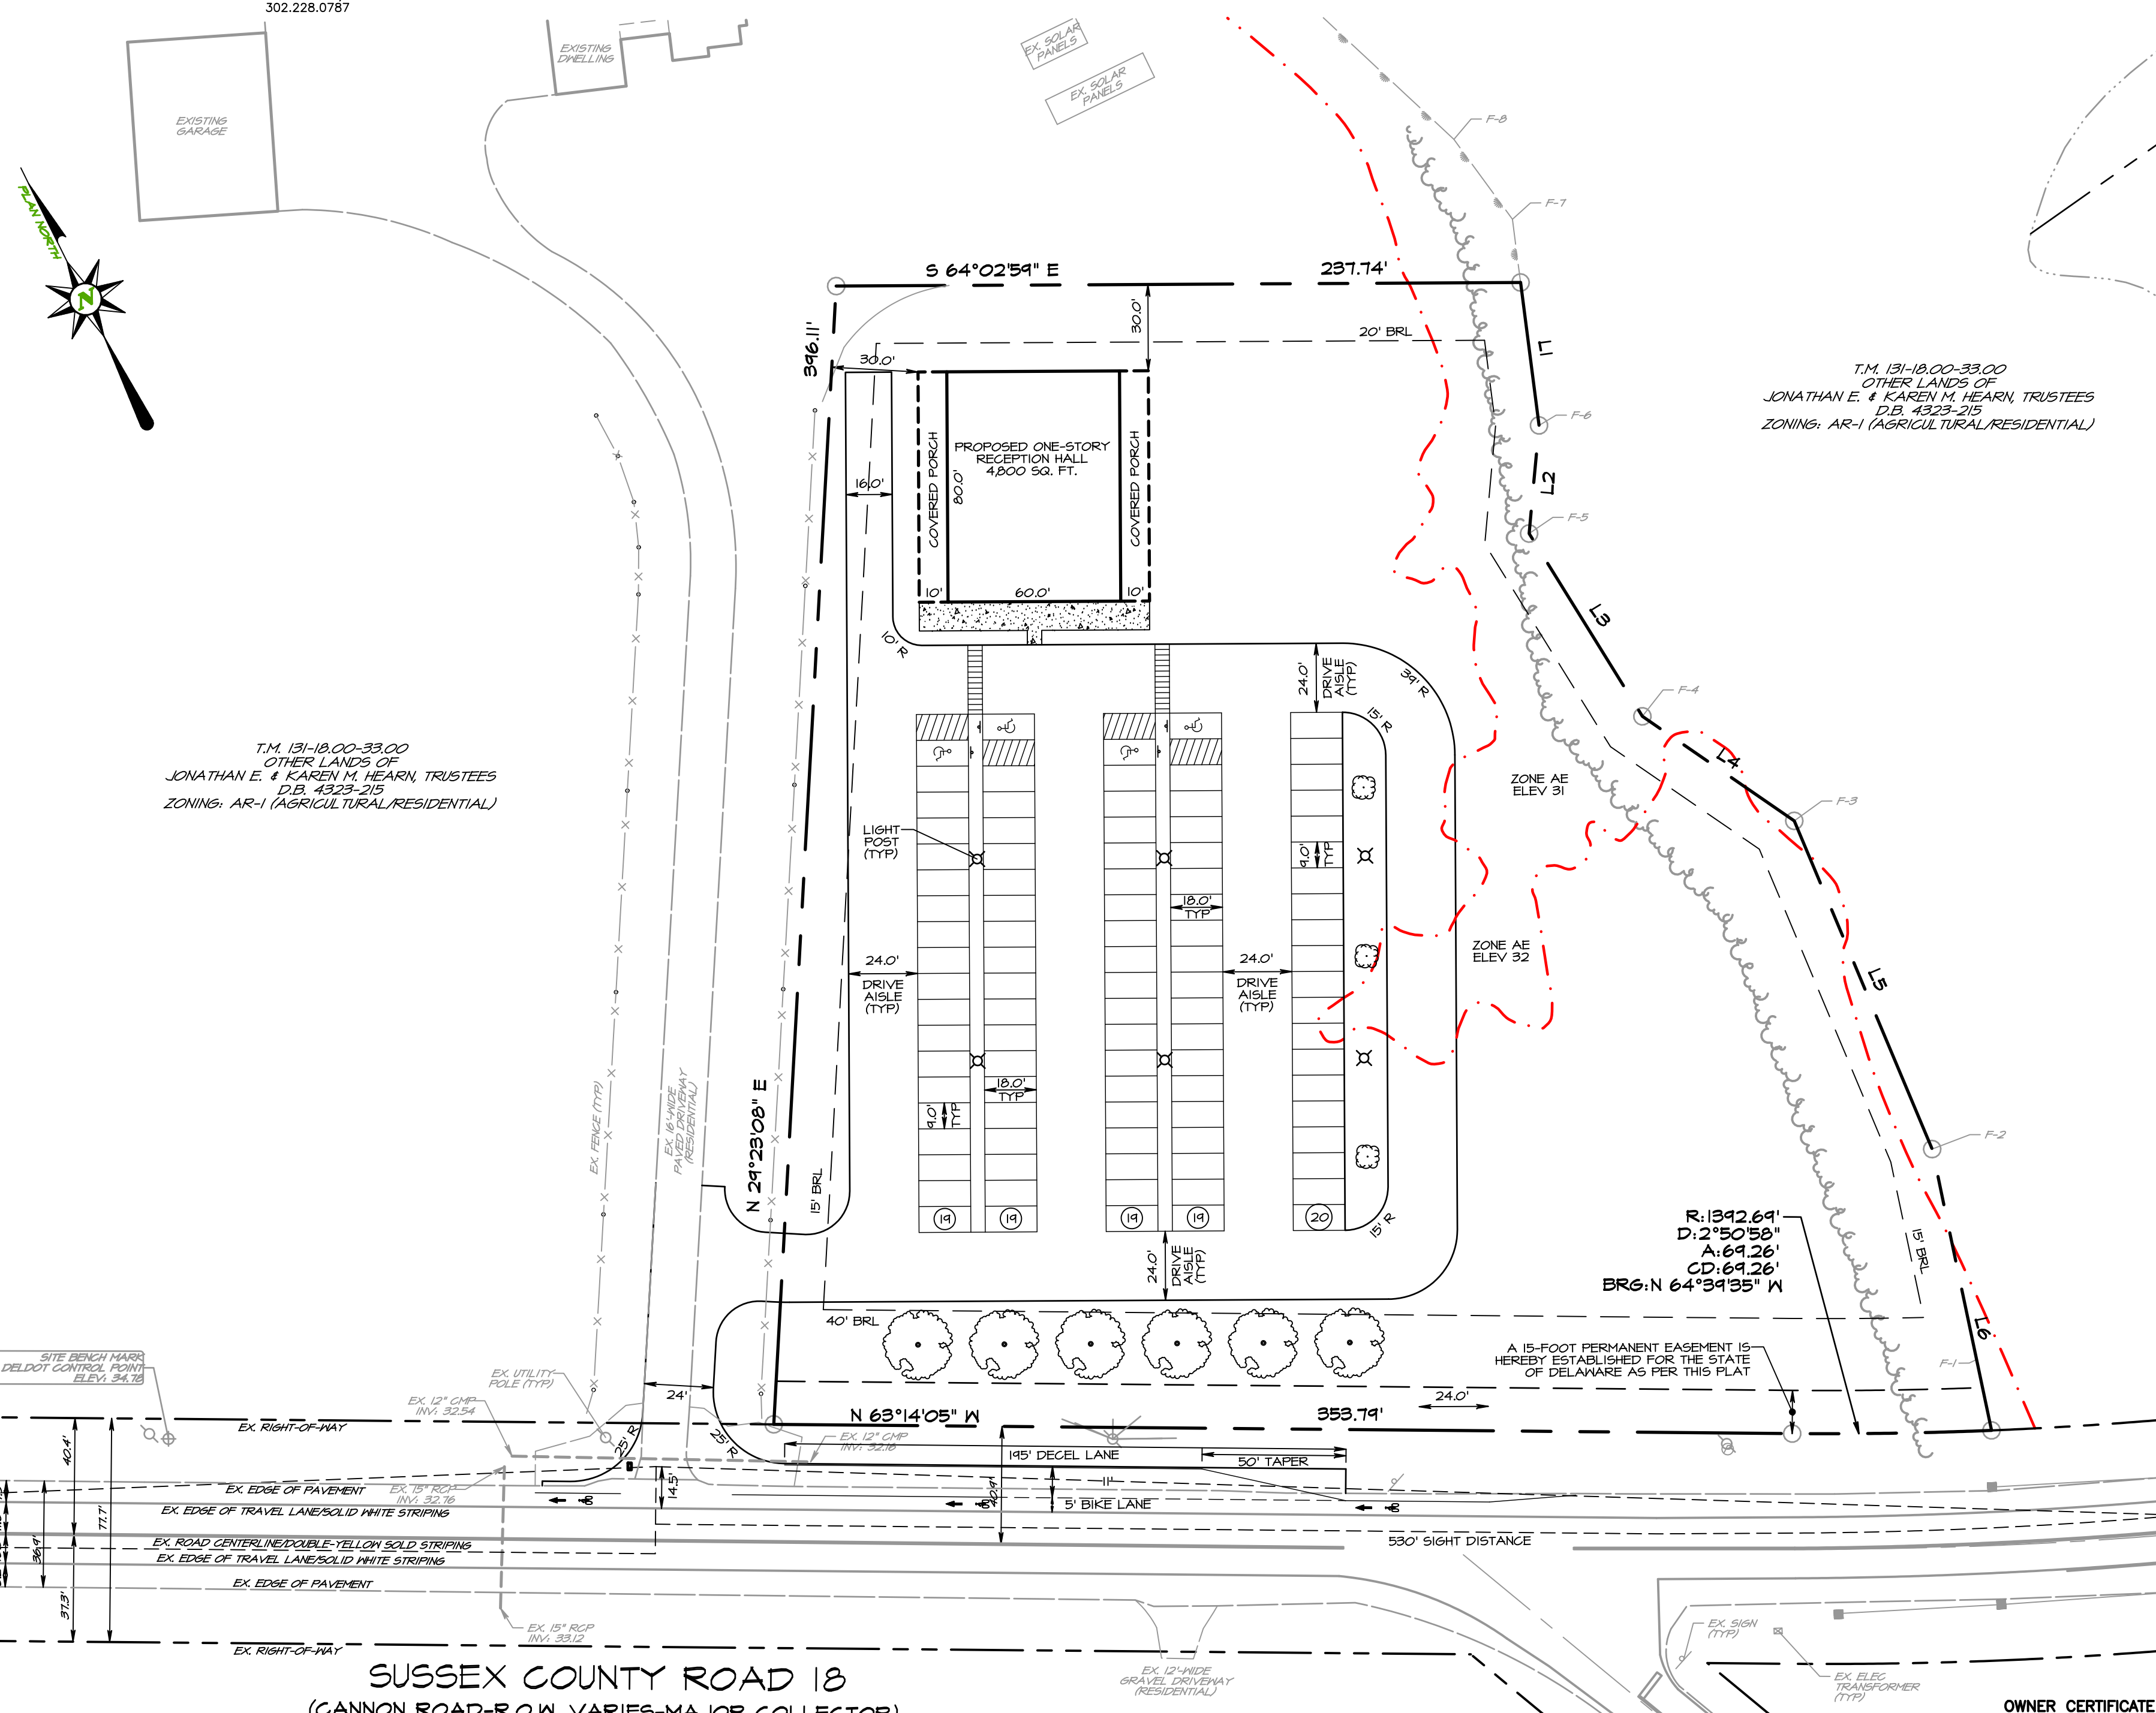 302.228.0787
EXISTING
GARAGE
EXISTING
DWELLING
EX. SOLAR
PANELS
EX. SOLAR
PANELS
F-8
F-7
PLAN NORTH
N
S 64°02'59" E
237.74'
396.11'
30.0'
30.0'
20' BRL
L1
F-6
L2
F-5
L3
F-4
L4
F-3
L5
F-2
L6
F-1
T.M. 131-18.00-33.00
OTHER LANDS OF
JONATHAN E. & KAREN M. HEARN, TRUSTEES
D.B. 4323-215
ZONING: AR-1 (AGRICULTURAL/RESIDENTIAL)
COVERED PORCH
PROPOSED ONE-STORY
RECEPTION HALL
4,800 SQ. FT.
80.0'
COVERED PORCH
16.0'
10'
60.0'
10'
10' R
24.0'
DRIVE
AISLE
(TYP)
39' R
15' R
T.M. 131-18.00-33.00
OTHER LANDS OF
JONATHAN E. & KAREN M. HEARN, TRUSTEES
D.B. 4323-215
ZONING: AR-1 (AGRICULTURAL/RESIDENTIAL)
ZONE AE
ELEV 31
LIGHT
POST
(TYP)
9.0'
TYP
18.0'
TYP
ZONE AE
ELEV 32
24.0'
DRIVE
AISLE
(TYP)
24.0'
DRIVE
AISLE
(TYP)
18.0'
TYP
9.0'
TYP
EX. FENCE (TYP)
EX. 16'-WIDE
PAVED DRIVEWAY
(RESIDENTIAL)
N 29°23'08" E
15' BRL
19
19
19
19
20
15' R
24.0'
DRIVE
AISLE
(TYP)
R:1392.69'
D:2°50'58"
A:69.26'
CD:69.26'
BRG:N 64°39'35" W
15' BRL
40' BRL
A 15-FOOT PERMANENT EASEMENT IS
HEREBY ESTABLISHED FOR THE STATE
OF DELAWARE AS PER THIS PLAT
SITE BENCH MARK
DELDOT CONTROL POINT
ELEV: 34.78
EX. UTILITY
POLE (TYP)
EX. 12" CMP
INV: 32.54
24'
24.0'
EX. RIGHT-OF-WAY
N 63°14'05" W
353.79'
25' R
25' R
EX. 12" CMP
INV: 32.18
40.4'
77.7'
195' DECEL LANE
50' TAPER
14.5'
11'
40.9'
EX. EDGE OF PAVEMENT
EX. 15" RCP
INV: 32.76
EX. EDGE OF TRAVEL LANE/SOLID WHITE STRIPING
5' BIKE LANE
36.9'
EX. ROAD CENTERLINE/DOUBLE-YELLOW SOLD STRIPING
530' SIGHT DISTANCE
EX. EDGE OF TRAVEL LANE/SOLID WHITE STRIPING
EX. EDGE OF PAVEMENT
37.3'
EX. 15" RCP
INV: 33.12
EX. SIGN
(TYP)
EX. RIGHT-OF-WAY
EX. 12'-WIDE
GRAVEL DRIVEWAY
(RESIDENTIAL)
EX. ELEC
TRANSFORMER
(TYP)
SUSSEX COUNTY ROAD 18
(CANNON ROAD-R.O.W. VARIES-MAJOR COLLECTOR)
OWNER CERTIFICATE